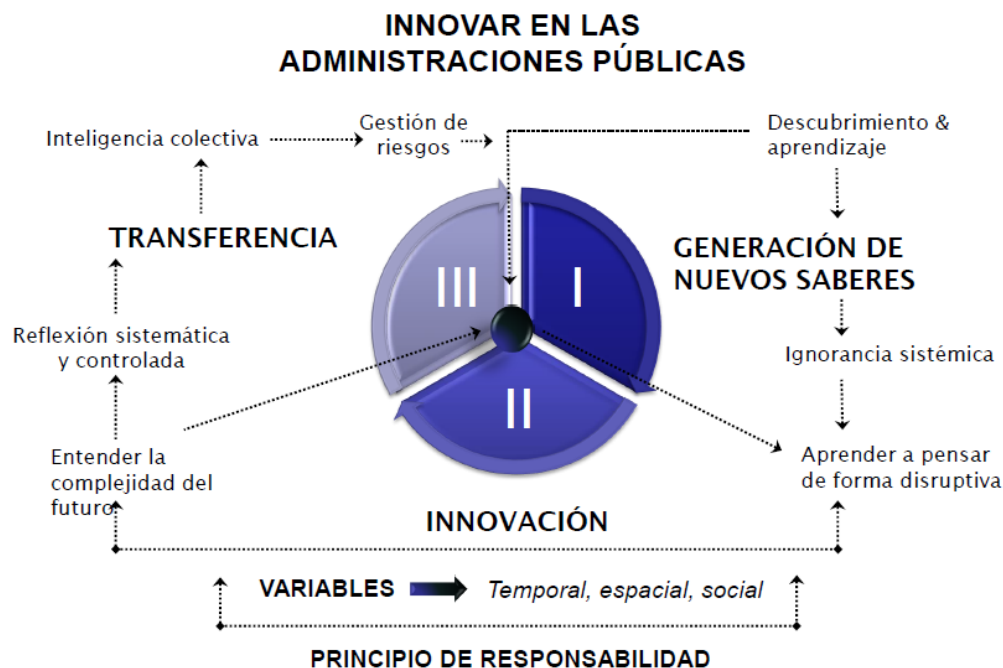 INNOVAR EN LAS
ADMINISTRACIONES PÚBLICAS
Inteligencia colectiva
Gestión de
riesgos
Descubrimiento &
aprendizaje
TRANSFERENCIA
III
I
GENERACIÓN DE
NUEVOS SABERES
Reflexión sistemática
y controlada
Ignorancia sistémica
II
Entender la
complejidad del
futuro
Aprender a pensar
de forma disruptiva
INNOVACIÓN
VARIABLES
Temporal, espacial, social
PRINCIPIO DE RESPONSABILIDAD